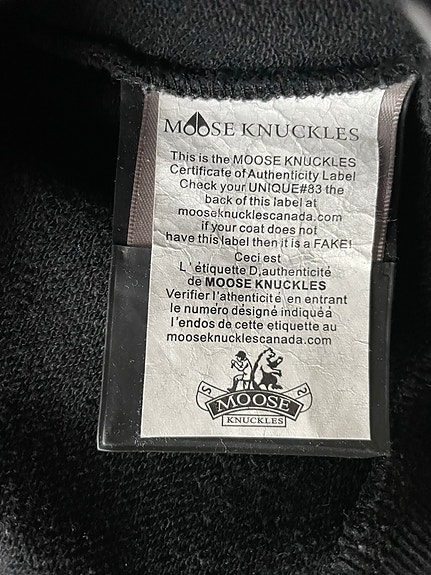 MOOSE KNUCKLES
This is the MOOSE KNUCKLES
Certificate of Authenticity Label
Check your UNIQUE#83 the
back of this label at
mooseknucklescanada.com
if your coat does not
have this label then it is a FAKE!
Ceci est
L'étiquette D,authenticité
de MOOSE KNUCKLES
Verifier l'athenticité en entrant
le numéro désigné indiquéà
l'endos de cette etiquette au
mooseknucklescanada.com
MOOSE
KNUCKLES